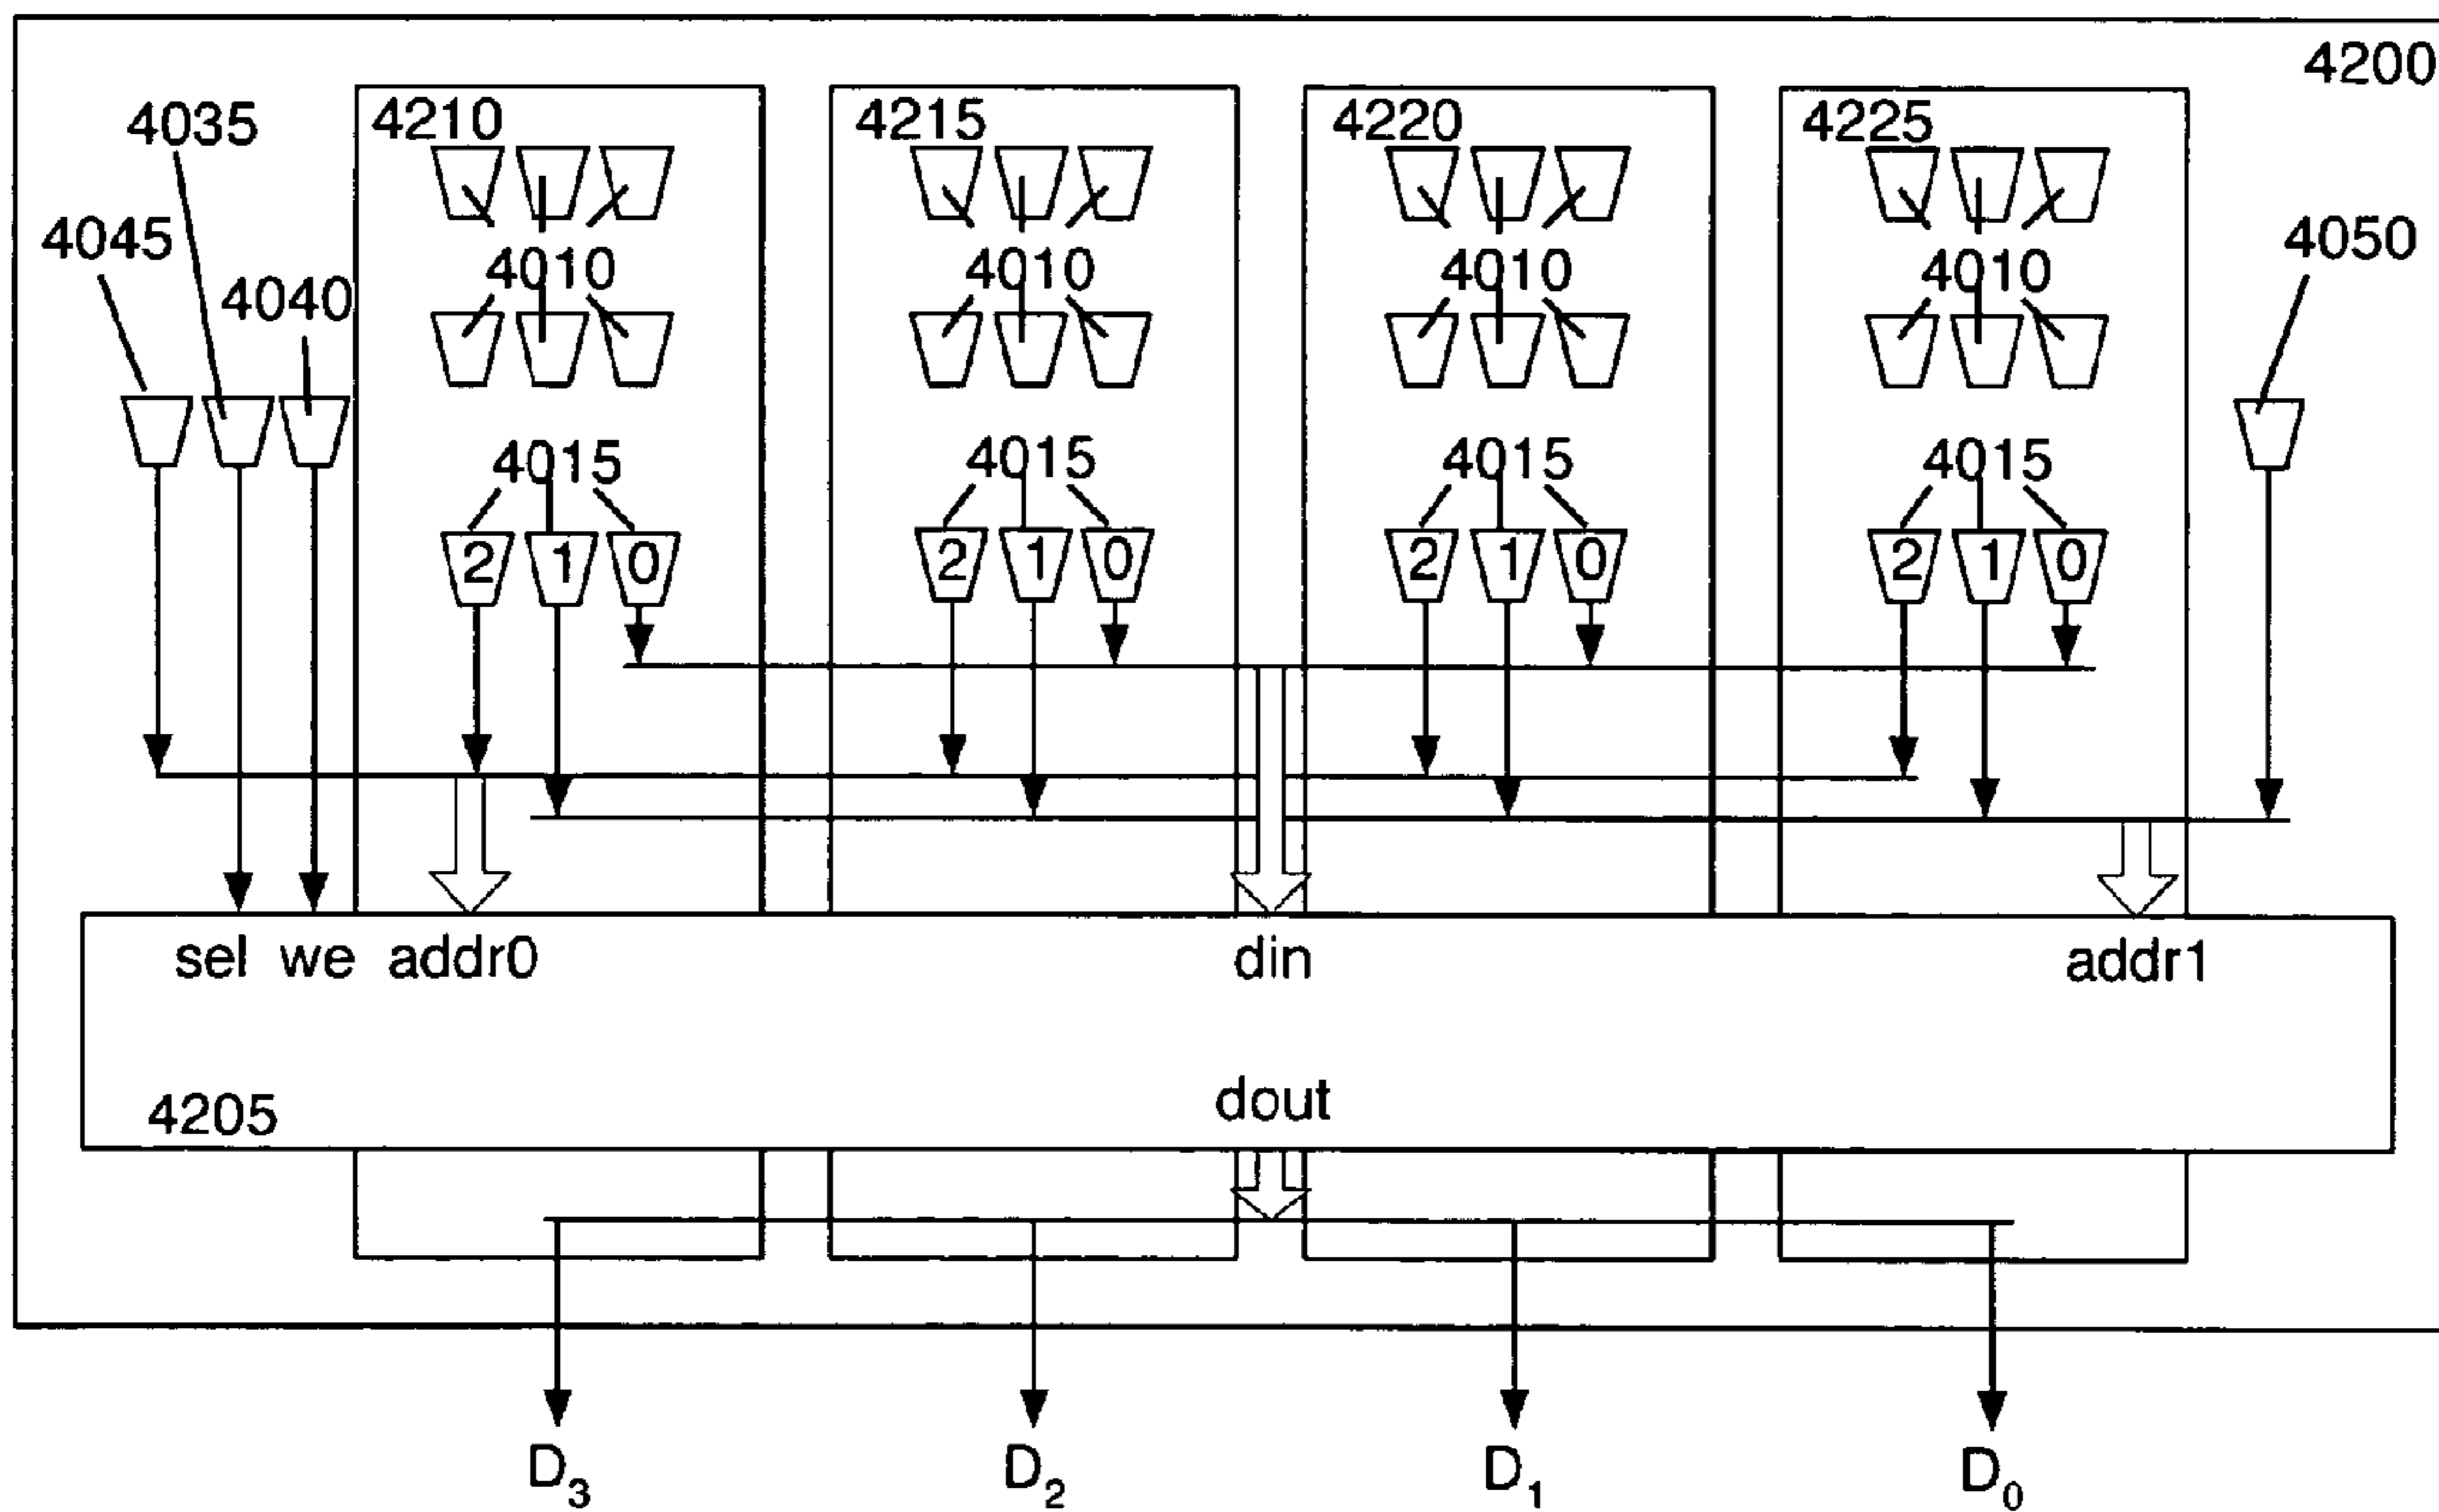 4200
4035 4210 4215 4220 4225
4045 4050
4010 4010 4010 4010
4040
4015 4015 4015 4015
2 1 0 2 1 0 2 1 0 2 1 0
sel we addr0 din addr1
dout
4205
D3 D2 D1 D0